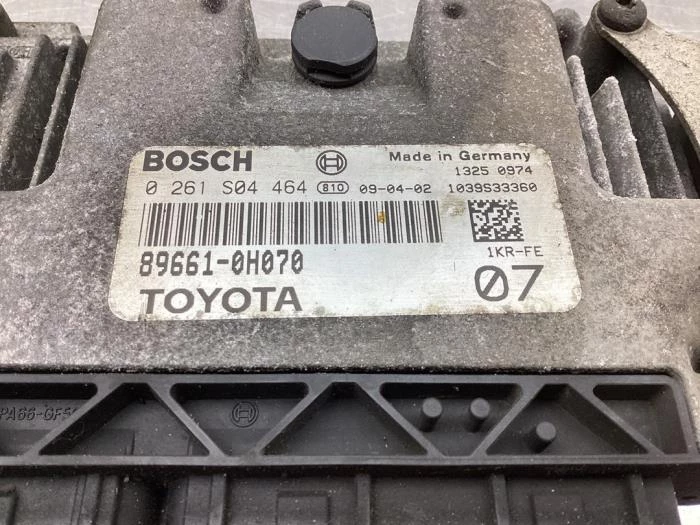 BOSCH Made in Germany
1325 0974
0 261 S04 464 810 09-04-02 1039S33360
89661-0H070 1KR-FE
TOYOTA 07